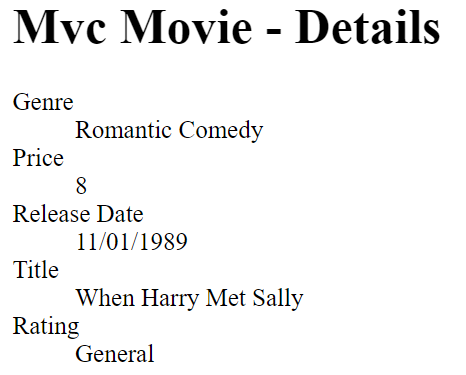 Mvc Movie - Details
Genre
Romantic Comedy
Price
8
Release Date
11/01/1989
Title
When Harry Met Sally
Rating
General